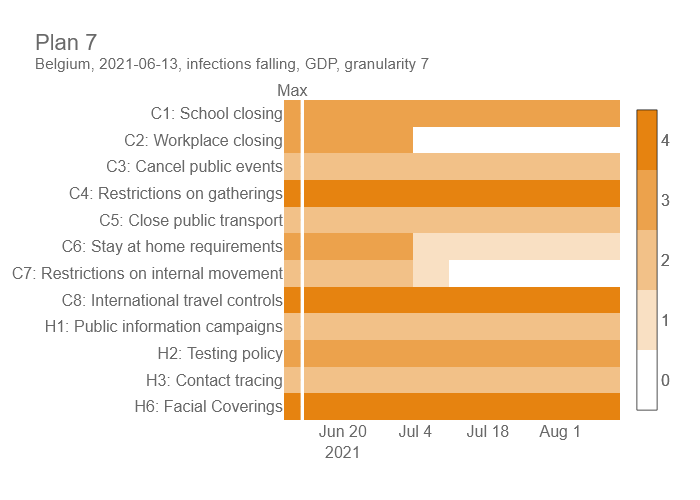 Plan 7
Belgium, 2021-06-13, infections falling, GDP, granularity 7
Max
C1: School closing
C2: Workplace closing
C3: Cancel public events
C4: Restrictions on gatherings
C5: Close public transport
C6: Stay at home requirements
C7: Restrictions on internal movement
C8: International travel controls
H1: Public information campaigns
H2: Testing policy
H3: Contact tracing
H6: Facial Coverings
4
3
2
1
0
Jun 20 Jul 4 Jul 18 Aug 1
2021